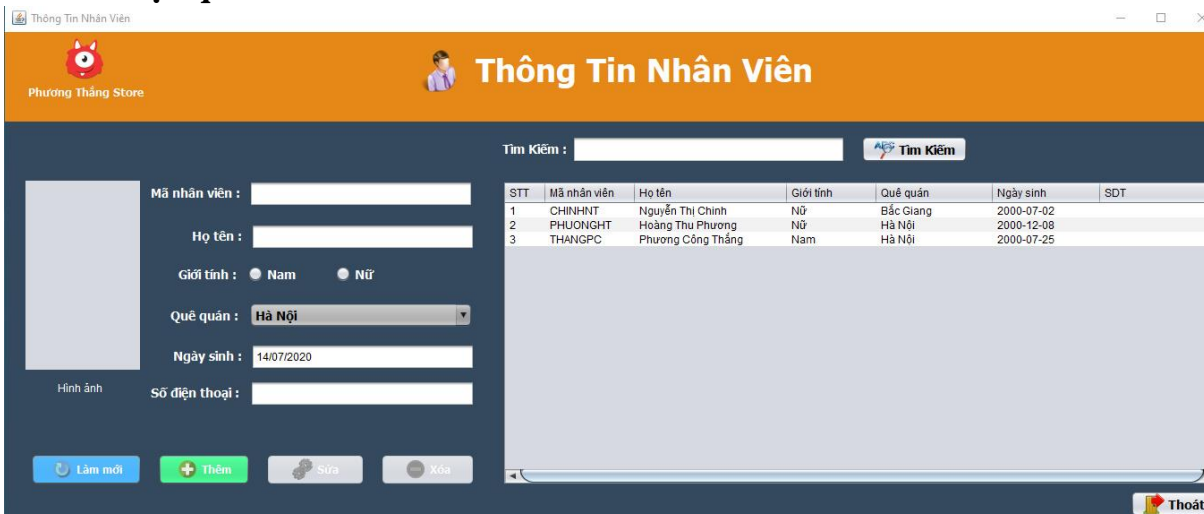 Thông Tin Nhân Viên
Phương Thắng Store
Thông Tin Nhân Viên
Tìm Kiếm :
Tìm Kiếm
Mã nhân viên :
Họ tên :
Giới tính : Nam Nữ
Quê quán : Hà Nội
Ngày sinh : 14/07/2020
Hình ảnh
Số điện thoại :
Làm mới Thêm Sửa Xóa
STT Mã nhân viên Họ tên Giới tính Quê quán Ngày sinh SDT
1 CHINHNT Nguyễn Thị Chinh Nữ Bắc Giang 2000-07-02
2 PHUONGHT Hoàng Thu Phương Nữ Hà Nội 2000-12-08
3 THANGPC Phương Công Thắng Nam Hà Nội 2000-07-25
Thoát